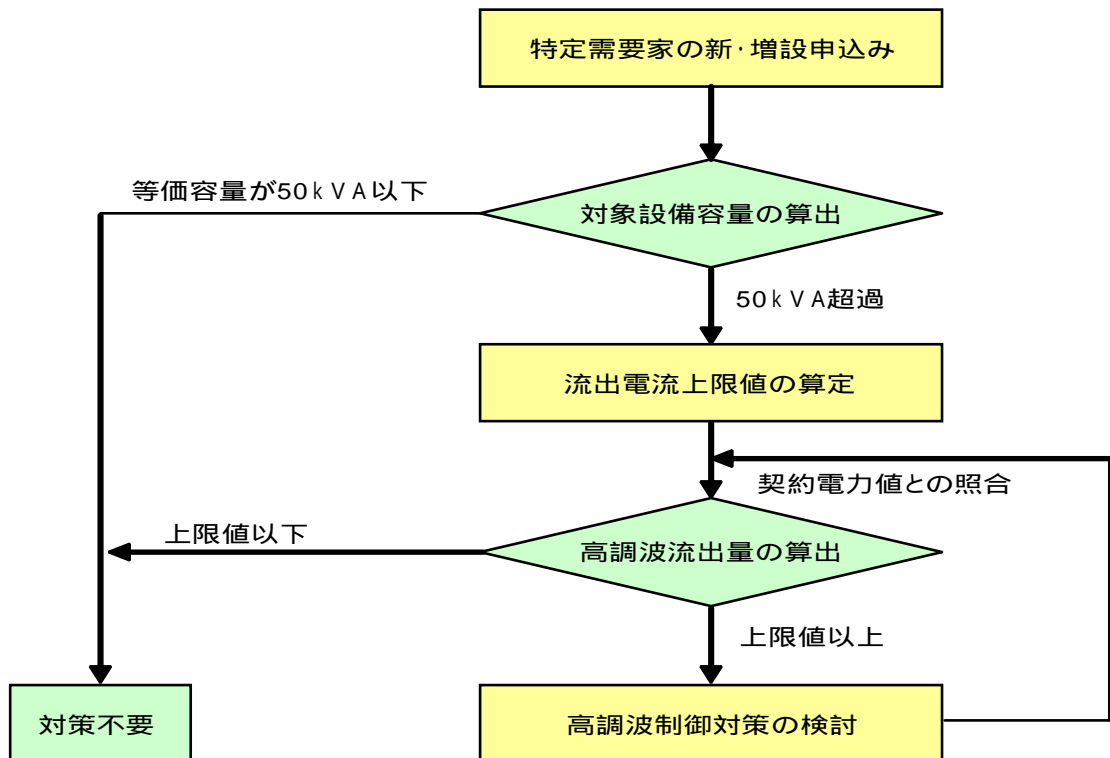 特定需要家の新･増設申込み
等価容量が50kVA以下
対象設備容量の算出
50kVA超過
流出電流上限値の算定
契約電力値との照合
上限値以下
高調波流出量の算出
上限値以上
対策不要
高調波制御対策の検討